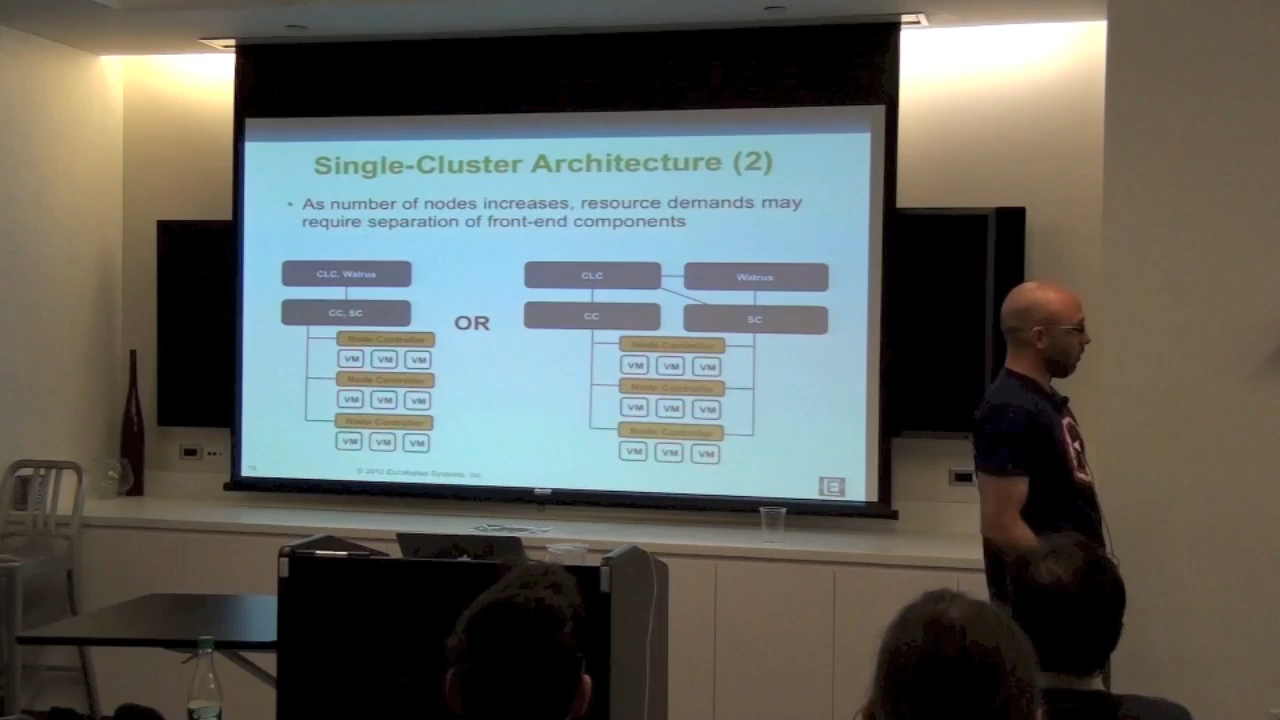 Single-Cluster Architecture (2)
• As number of nodes increases, resource demands may
require separation of front-end components
CLC, Walrus
CC, SC
Node Controller
VM VM VM
Node Controller
VM VM VM
Node Controller
VM VM VM
OR
CLC
Walrus
CC
SC
Node Controller
VM VM VM
Node Controller
VM VM VM
Node Controller
VM VM VM
© 2012 Eucalyptus Systems, Inc.